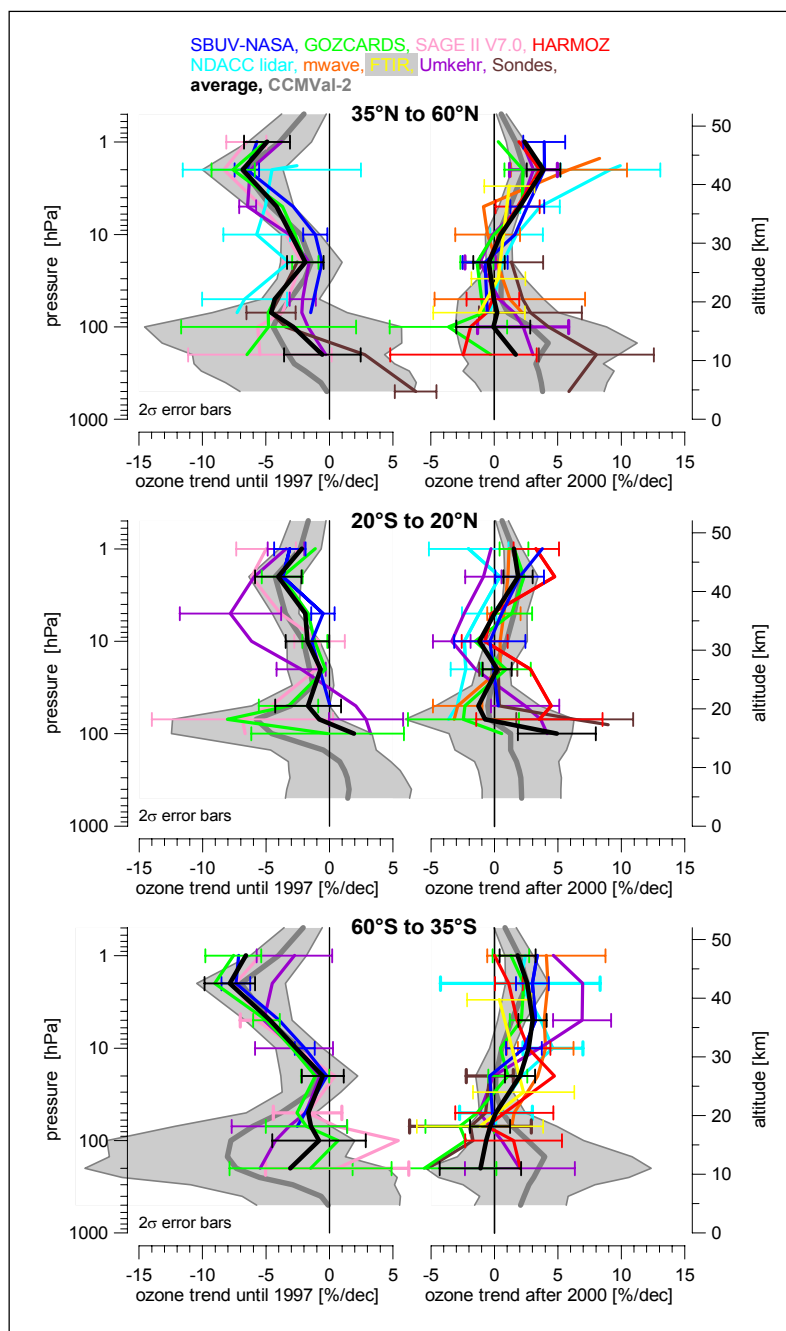 SBUV-NASA, GOZCARDS, SAGE II V7.0, HARMOZ
NDACC lidar, mwave, FTIR, Umkehr, Sondes,
average, CCMVal-2
35°N to 60°N
pressure [hPa]
1
10
100
1000
2σ error bars
altitude [km]
50
40
30
20
10
0
-15 -10 -5 0 5
ozone trend until 1997 [%/dec]
-5 0 5 10 15
ozone trend after 2000 [%/dec]
20°S to 20°N
pressure [hPa]
1
10
100
1000
2σ error bars
altitude [km]
50
40
30
20
10
0
-15 -10 -5 0 5
ozone trend until 1997 [%/dec]
-5 0 5 10 15
ozone trend after 2000 [%/dec]
60°S to 35°S
pressure [hPa]
1
10
100
1000
2σ error bars
altitude [km]
50
40
30
20
10
0
-15 -10 -5 0 5
ozone trend until 1997 [%/dec]
-5 0 5 10 15
ozone trend after 2000 [%/dec]